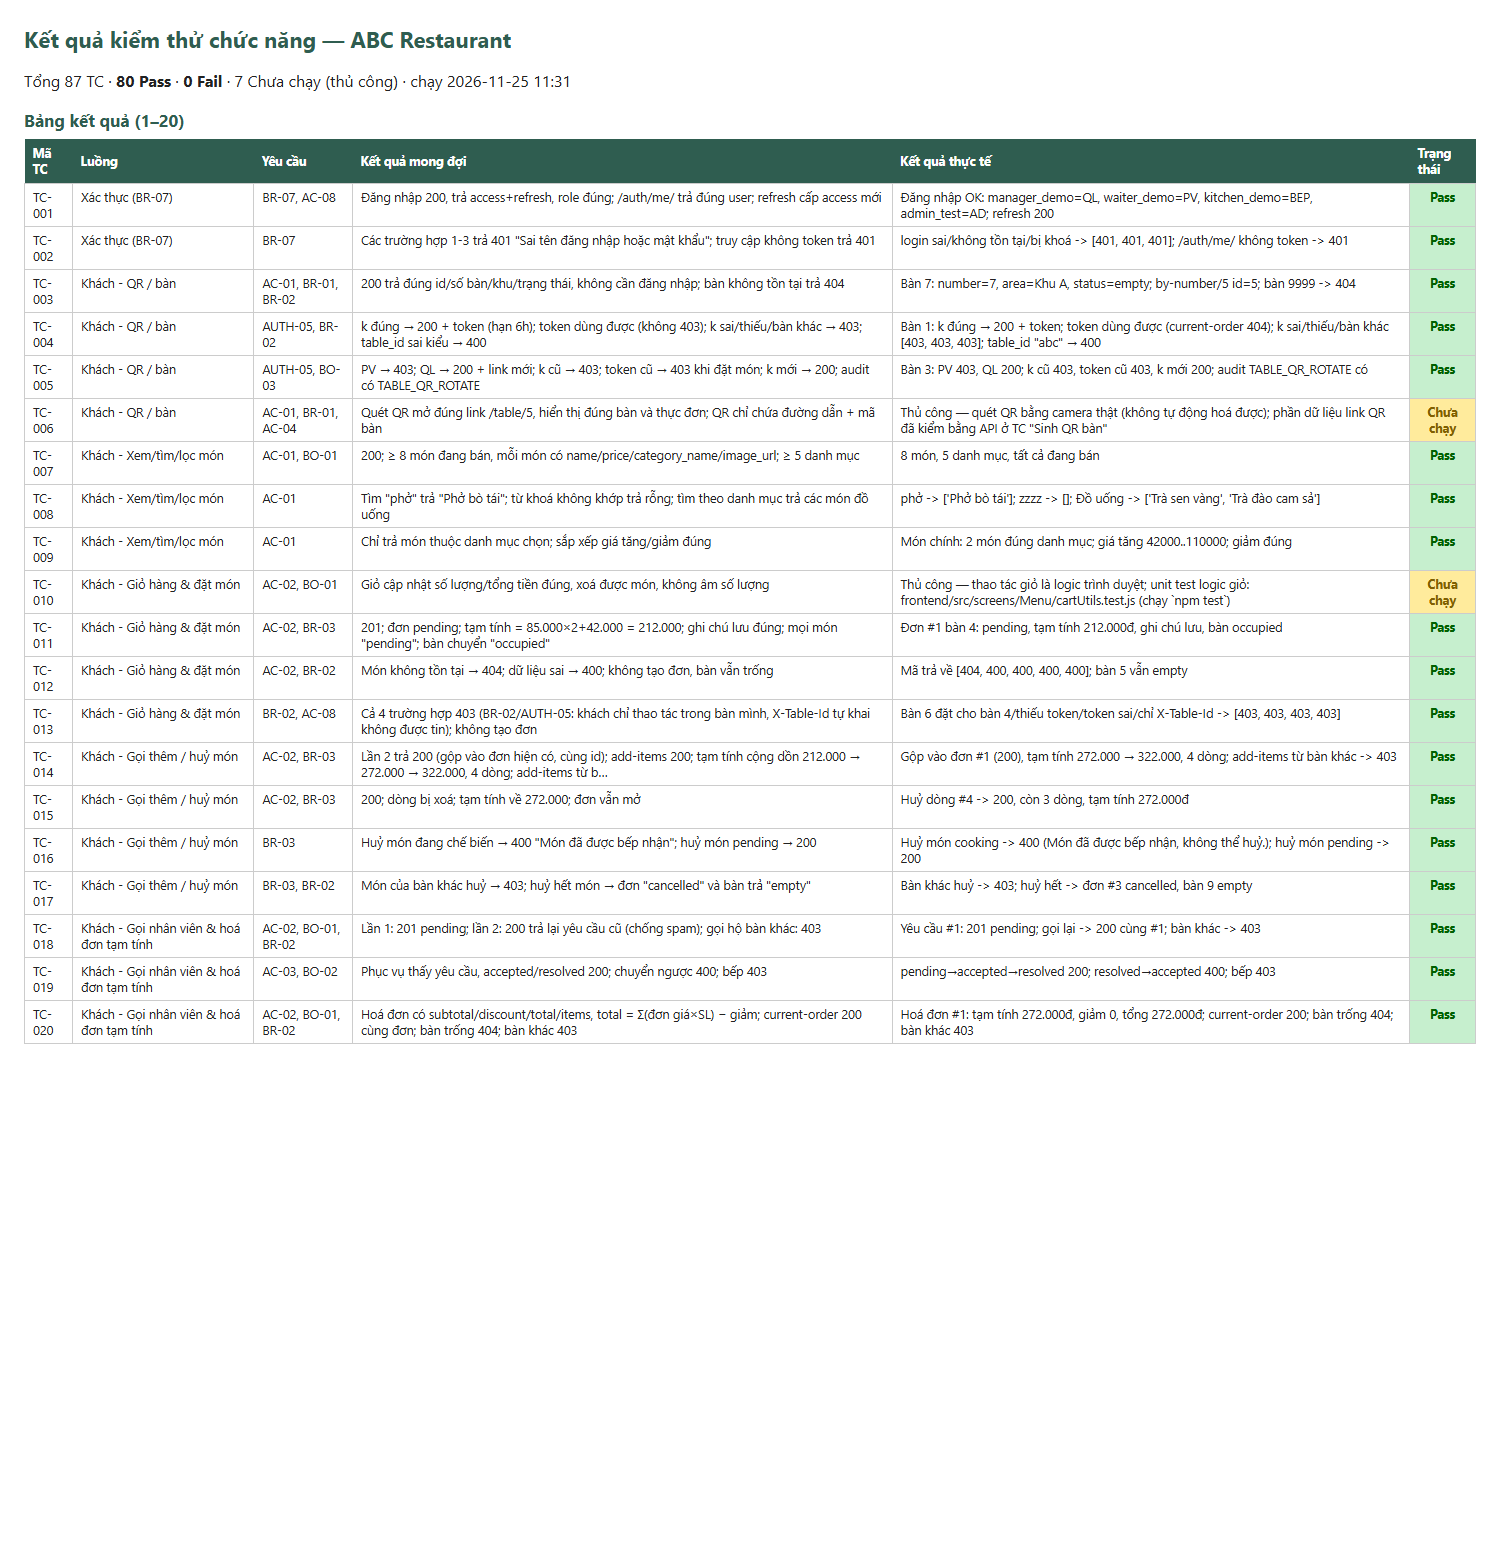 Kết quả kiểm thử chức năng — ABC Restaurant
Tổng 87 TC · 80 Pass · 0 Fail · 7 Chưa chạy (thủ công) · chạy 2026-11-25 11:31
Bảng kết quả (1–20)
Mã TC | Luồng | Yêu cầu | Kết quả mong đợi | Kết quả thực tế | Trạng thái
TC-001 | Xác thực (BR-07) | BR-07, AC-08 | Đăng nhập 200, trả access+refresh, role đúng; /auth/me/ trả đúng user; refresh cấp access mới | Đăng nhập OK: manager_demo=QL, waiter_demo=PV, kitchen_demo=BEP, admin_test=AD; refresh 200 | Pass
TC-002 | Xác thực (BR-07) | BR-07 | Các trường hợp 1-3 trả 401 "Sai tên đăng nhập hoặc mật khẩu"; truy cập không token trả 401 | login sai/không tồn tại/bị khoá -> [401, 401, 401]; /auth/me/ không token -> 401 | Pass
TC-003 | Khách - QR / bàn | AC-01, BR-01, BR-02 | 200 trả đúng id/số bàn/khu/trạng thái, không cần đăng nhập; bàn không tồn tại trả 404 | Bàn 7: number=7, area=Khu A, status=empty; by-number/5 id=5; bàn 9999 -> 404 | Pass
TC-004 | Khách - QR / bàn | AUTH-05, BR-02 | k đúng → 200 + token (hạn 6h); token dùng được (không 403); k sai/thiếu/bàn khác → 403; table_id sai kiểu → 400 | Bàn 1: k đúng → 200 + token; token dùng được (current-order 404); k sai/thiếu/bàn khác [403, 403, 403]; table_id "abc" → 400 | Pass
TC-005 | Khách - QR / bàn | AUTH-05, BO-03 | PV → 403; QL → 200 + link mới; k cũ → 403; token cũ → 403 khi đặt món; k mới → 200; audit có TABLE_QR_ROTATE | Bàn 3: PV 403, QL 200; k cũ 403, token cũ 403, k mới 200; audit TABLE_QR_ROTATE có | Pass
TC-006 | Khách - QR / bàn | AC-01, BR-01, AC-04 | Quét QR mở đúng link /table/5, hiển thị đúng bàn và thực đơn; QR chỉ chứa đường dẫn + mã bàn | Thủ công — quét QR bằng camera thật (không tự động hoá được); phần dữ liệu link QR đã kiểm bằng API ở TC "Sinh QR bàn" | Chưa chạy
TC-007 | Khách - Xem/tìm/lọc món | AC-01, BO-01 | 200; ≥ 8 món đang bán, mỗi món có name/price/category_name/image_url; ≥ 5 danh mục | 8 món, 5 danh mục, tất cả đang bán | Pass
TC-008 | Khách - Xem/tìm/lọc món | AC-01 | Tìm "phở" trả "Phở bò tái"; từ khoá không khớp trả rỗng; tìm theo danh mục trả các món đồ uống | phở -> ['Phở bò tái']; zzzz -> []; Đồ uống -> ['Trà sen vàng', 'Trà đào cam sả'] | Pass
TC-009 | Khách - Xem/tìm/lọc món | AC-01 | Chỉ trả món thuộc danh mục chọn; sắp xếp giá tăng/giảm đúng | Món chính: 2 món đúng danh mục; giá tăng 42000..110000; giảm đúng | Pass
TC-010 | Khách - Giỏ hàng & đặt món | AC-02, BO-01 | Giỏ cập nhật số lượng/tổng tiền đúng, xoá được món, không âm số lượng | Thủ công — thao tác giỏ là logic trình duyệt; unit test logic giỏ: frontend/src/screens/Menu/cartUtils.test.js (chạy `npm test`) | Chưa chạy
TC-011 | Khách - Giỏ hàng & đặt món | AC-02, BR-03 | 201; đơn pending; tạm tính = 85.000×2+42.000 = 212.000; ghi chú lưu đúng; mọi món "pending"; bàn chuyển "occupied" | Đơn #1 bàn 4: pending, tạm tính 212.000đ, ghi chú lưu, bàn occupied | Pass
TC-012 | Khách - Giỏ hàng & đặt món | AC-02, BR-02 | Món không tồn tại → 404; dữ liệu sai → 400; không tạo đơn, bàn vẫn trống | Mã trả về [404, 400, 400, 400, 400]; bàn 5 vẫn empty | Pass
TC-013 | Khách - Giỏ hàng & đặt món | BR-02, AC-08 | Cả 4 trường hợp 403 (BR-02/AUTH-05: khách chỉ thao tác trong bàn mình, X-Table-Id tự khai không được tin); không tạo đơn | Bàn 6 đặt cho bàn 4/thiếu token/token sai/chỉ X-Table-Id -> [403, 403, 403, 403] | Pass
TC-014 | Khách - Gọi thêm / huỷ món | AC-02, BR-03 | Lần 2 trả 200 (gộp vào đơn hiện có, cùng id); add-items 200; tạm tính cộng dồn 212.000 → 272.000 → 322.000, 4 dòng; add-items từ b... | Gộp vào đơn #1 (200), tạm tính 272.000 → 322.000, 4 dòng; add-items từ bàn khác -> 403 | Pass
TC-015 | Khách - Gọi thêm / huỷ món | AC-02, BR-03 | 200; dòng bị xoá; tạm tính về 272.000; đơn vẫn mở | Huỷ dòng #4 -> 200, còn 3 dòng, tạm tính 272.000đ | Pass
TC-016 | Khách - Gọi thêm / huỷ món | BR-03 | Huỷ món đang chế biến → 400 "Món đã được bếp nhận"; huỷ món pending → 200 | Huỷ món cooking -> 400 (Món đã được bếp nhận, không thể huỷ.); huỷ món pending -> 200 | Pass
TC-017 | Khách - Gọi thêm / huỷ món | BR-03, BR-02 | Món của bàn khác huỷ → 403; huỷ hết món → đơn "cancelled" và bàn trả "empty" | Bàn khác huỷ -> 403; huỷ hết -> đơn #3 cancelled, bàn 9 empty | Pass
TC-018 | Khách - Gọi nhân viên & hoá đơn tạm tính | AC-02, BO-01, BR-02 | Lần 1: 201 pending; lần 2: 200 trả lại yêu cầu cũ (chống spam); gọi hộ bàn khác: 403 | Yêu cầu #1: 201 pending; gọi lại -> 200 cùng #1; bàn khác -> 403 | Pass
TC-019 | Khách - Gọi nhân viên & hoá đơn tạm tính | AC-03, BO-02 | Phục vụ thấy yêu cầu, accepted/resolved 200; chuyển ngược 400; bếp 403 | pending→accepted→resolved 200; resolved→accepted 400; bếp 403 | Pass
TC-020 | Khách - Gọi nhân viên & hoá đơn tạm tính | AC-02, BO-01, BR-02 | Hoá đơn có subtotal/discount/total/items, total = Σ(đơn giá×SL) − giảm; current-order 200 cùng đơn; bàn trống 404; bàn khác 403 | Hoá đơn #1: tạm tính 272.000đ, giảm 0, tổng 272.000đ; current-order 200; bàn trống 404; bàn khác 403 | Pass